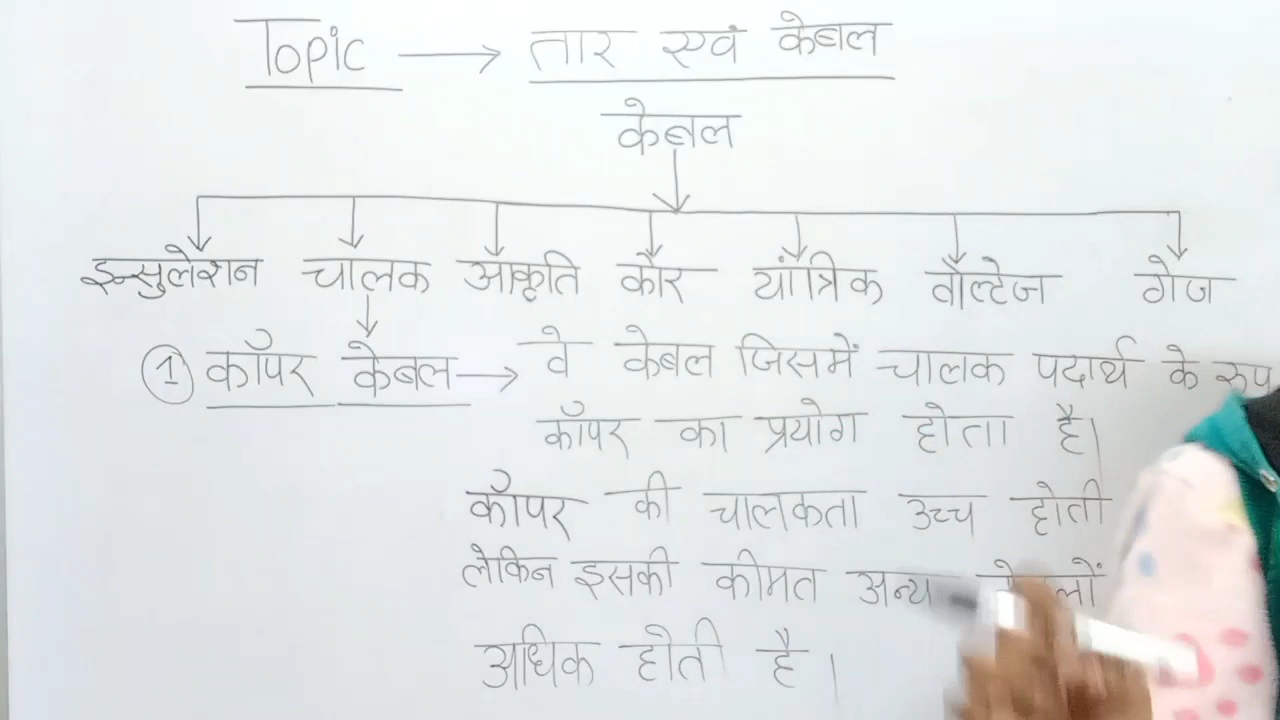 Topic → तार एवं केबल
केबल
इन्सुलेशन चालक आकृति कौर यांत्रिक वोल्टेज गेज
① कॉपर केबल → वे केबल जिसमें चालक पदार्थ के रुप
कॉपर का प्रयोग होता है।
कॉपर की चालकता उच्च होती
लेकिन इसकी कीमत अन्य
अधिक होती है।